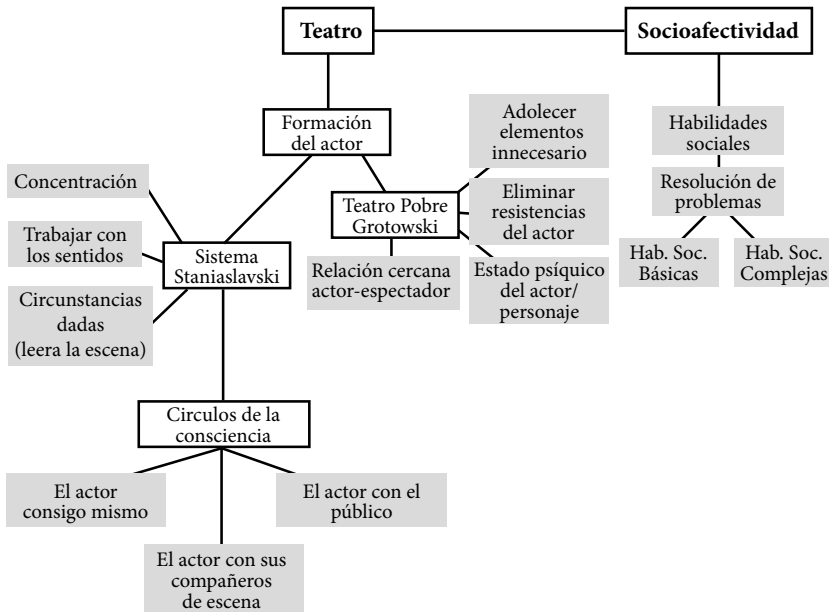 Teatro
Socioafectividad
Formación
del actor
Adolecer
elementos
innecesario
Habilidades
sociales
Concentración
Eliminar
resistencias
del actor
Resolución de
problemas
Teatro Pobre
Grotowski
Trabajar con
los sentidos
Sistema
Staniaslavski
Relación cercana
actor-espectador
Estado psíquico
del actor/
personaje
Hab. Soc.
Básicas
Hab. Soc.
Complejas
Circunstancias
dadas
(leera la escena)
Circulos de la
consciencia
El actor
consigo mismo
El actor con el
público
El actor con sus
compañeros
de escena